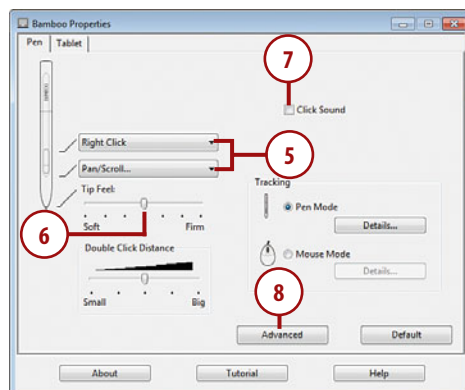 Bamboo Properties
Pen Tablet
7
Click Sound
Right Click
5
Pan/Scroll...
Tip Feel:
Tracking
Pen Mode
6
Soft Firm
Details...
Double Click Distance
Mouse Mode
8
Details...
Small Big
Advanced Default
About Tutorial Help